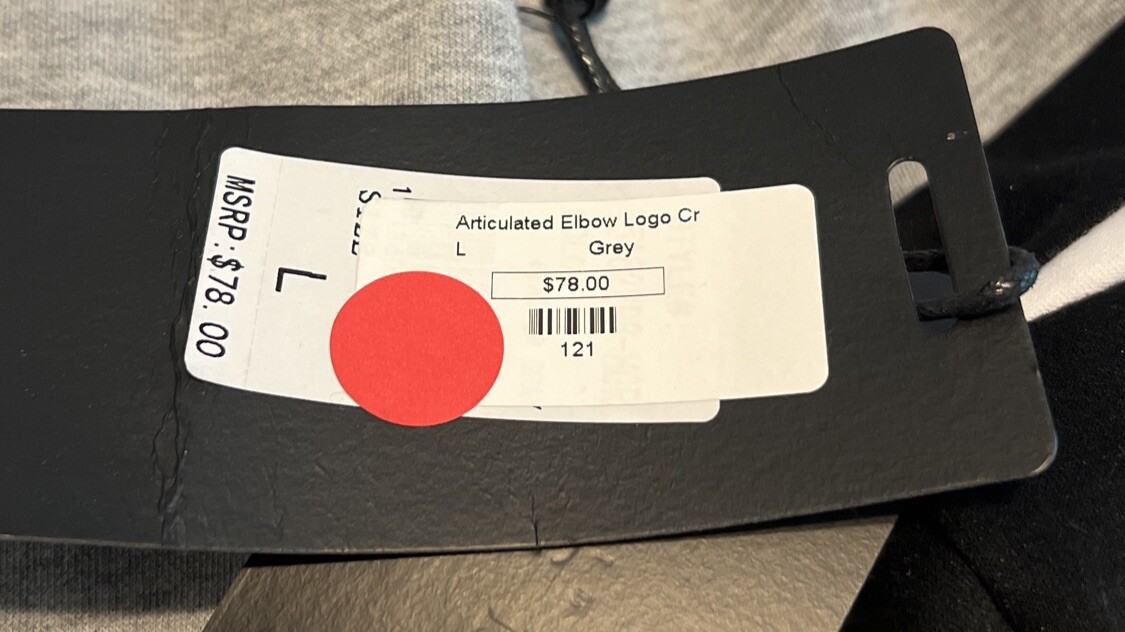 MSRP:$78.00
L
Articulated Elbow Logo Cr
L Grey
$78.00
121